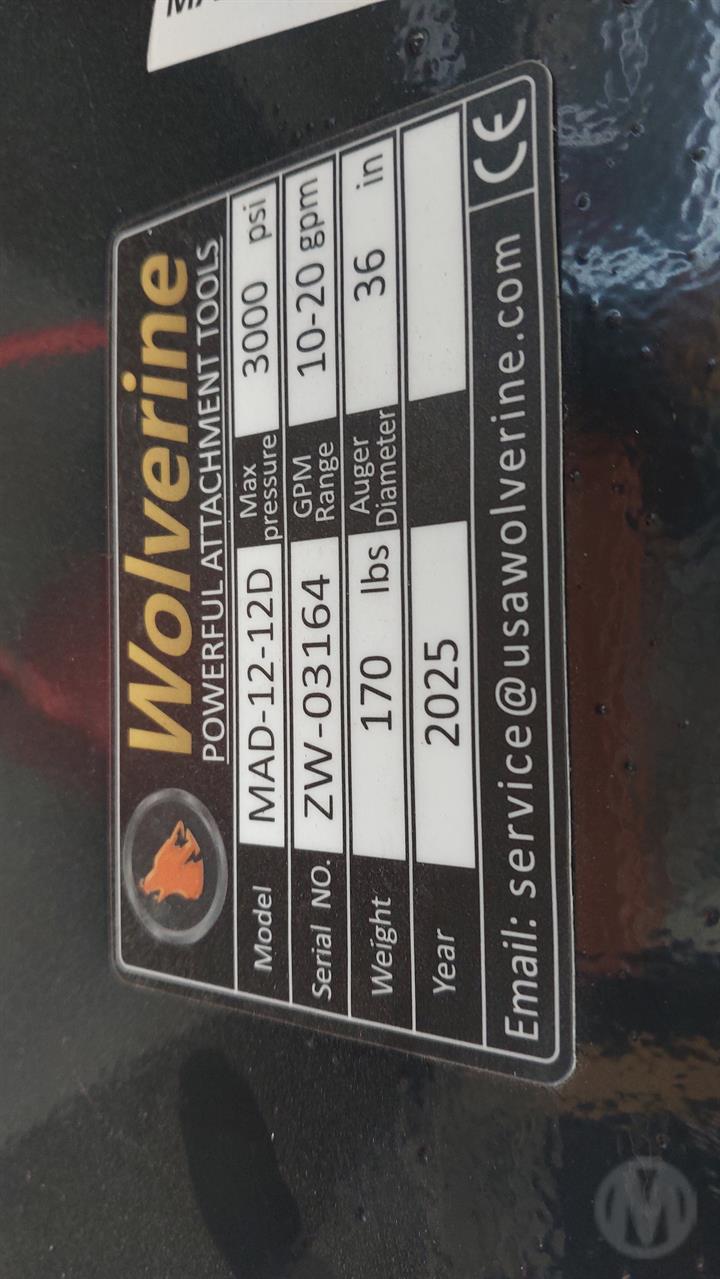 Wolverine
POWERFUL ATTACHMENT TOOLS
Model MAD-12-12D Max pressure 3000 psi
Serial NO. ZW-03164 GPM Range 10-20 gpm
Weight 170 lbs Auger Diameter 36 in
Year 2025
Email: service@usawolverine.com CE
M